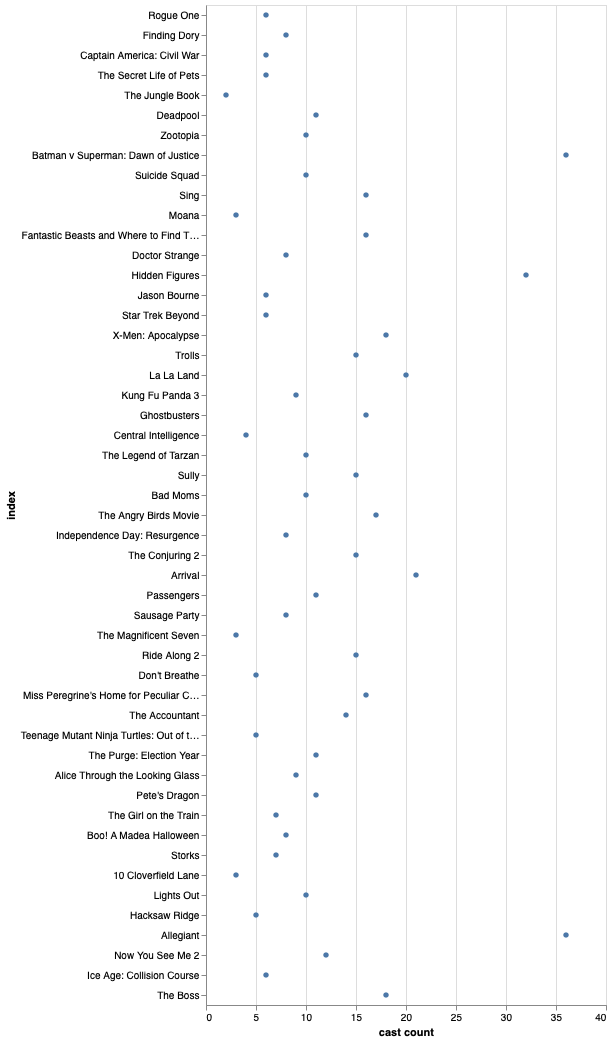 Rogue One
Finding Dory
Captain America: Civil War
The Secret Life of Pets
The Jungle Book
Deadpool
Zootopia
Batman v Superman: Dawn of Justice
Suicide Squad
Sing
Moana
Fantastic Beasts and Where to Find T…
Doctor Strange
Hidden Figures
Jason Bourne
Star Trek Beyond
X-Men: Apocalypse
Trolls
La La Land
Kung Fu Panda 3
Ghostbusters
Central Intelligence
The Legend of Tarzan
Sully
Bad Moms
index
The Angry Birds Movie
Independence Day: Resurgence
The Conjuring 2
Arrival
Passengers
Sausage Party
The Magnificent Seven
Ride Along 2
Don't Breathe
Miss Peregrine's Home for Peculiar C…
The Accountant
Teenage Mutant Ninja Turtles: Out of t…
The Purge: Election Year
Alice Through the Looking Glass
Pete's Dragon
The Girl on the Train
Boo! A Madea Halloween
Storks
10 Cloverfield Lane
Lights Out
Hacksaw Ridge
Allegiant
Now You See Me 2
Ice Age: Collision Course
The Boss
0 5 10 15 20 25 30 35 40
cast count